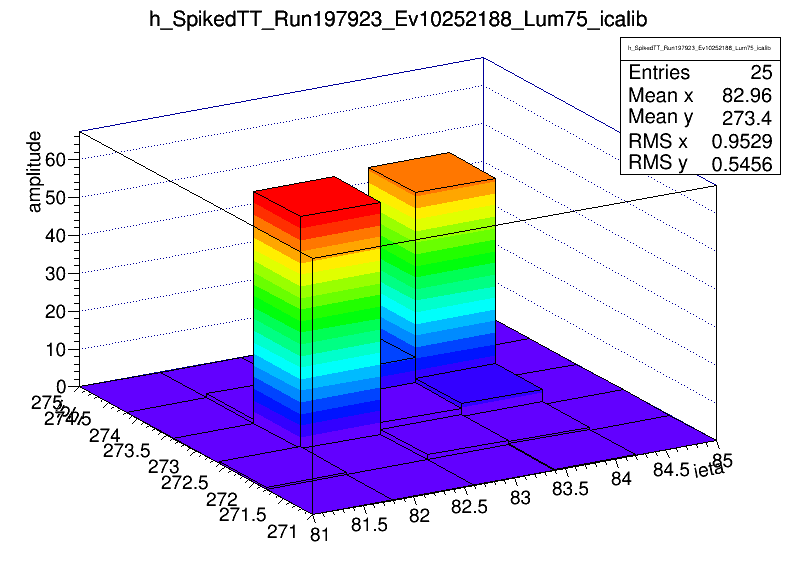 h_SpikedTT_Run197923_Ev10252188_Lum75_icalib
h_SpikedTT_Run197923_Ev10252188_Lum75_icalib
Entries 25
Mean x 82.96
Mean y 273.4
RMS x 0.9529
RMS y 0.5456
amplitude
60
50
40
30
20
10
0
275
274.5
274
273.5
273
272.5
272
271.5
271
81
81.5
82
82.5
83
83.5
84
84.5
85
ieta